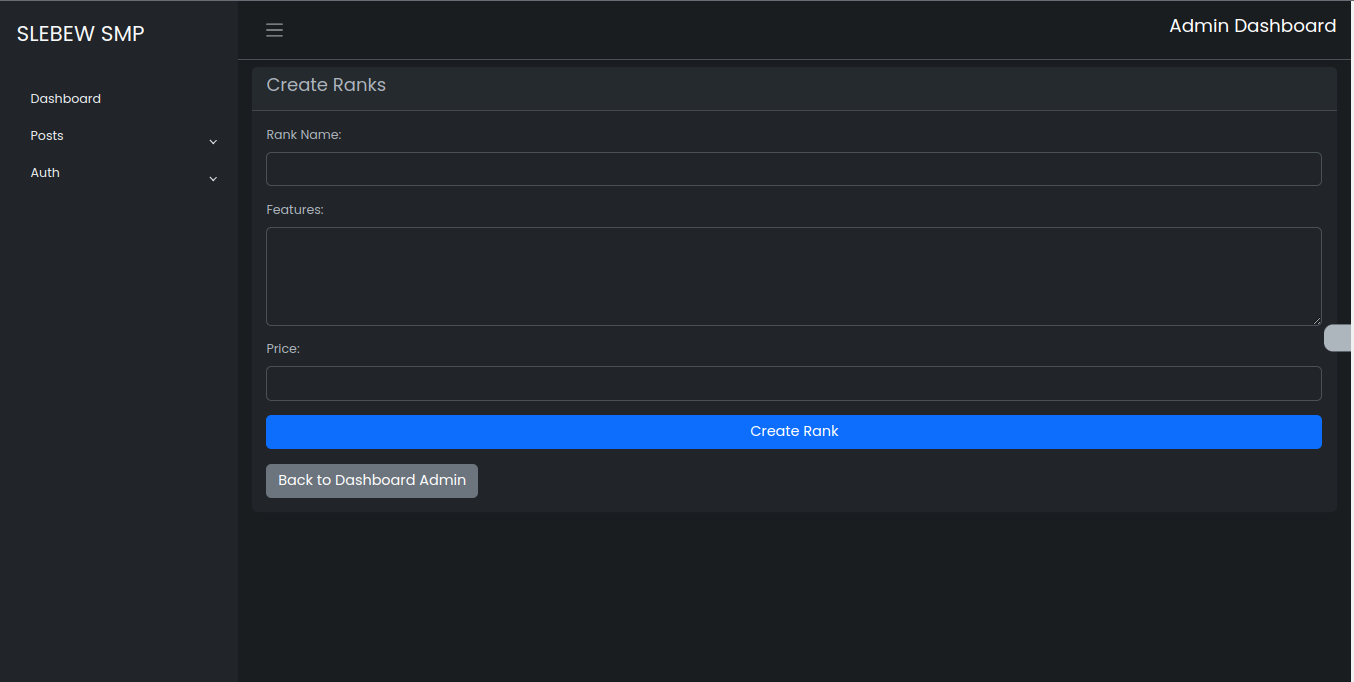 SLEBEW SMP
Admin Dashboard
Dashboard
Posts
Auth
Create Ranks
Rank Name:
Features:
Price:
Create Rank
Back to Dashboard Admin